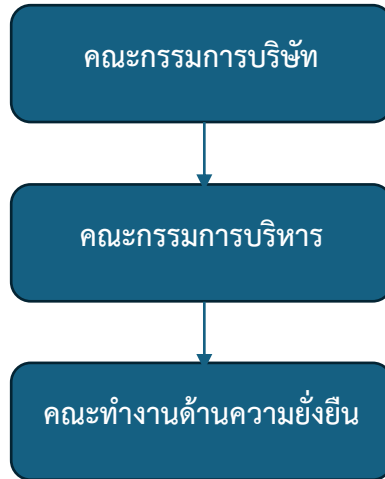 คณะกรรมการบริษัท
คณะกรรมการบริหาร
คณะทำงานด้านความยั่งยืน